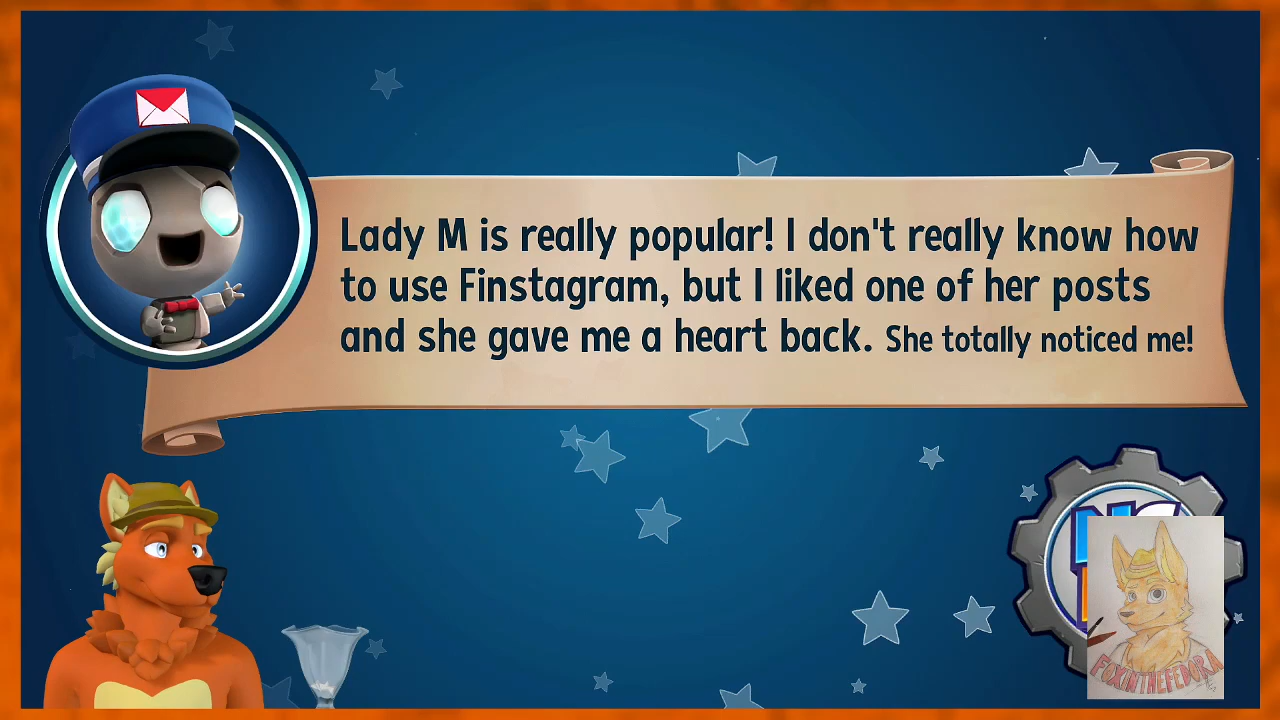 Lady M is really popular! I don't really know how
to use Finstagram, but I liked one of her posts
and she gave me a heart back. She totally noticed me!
FOXINTHEFEDORA